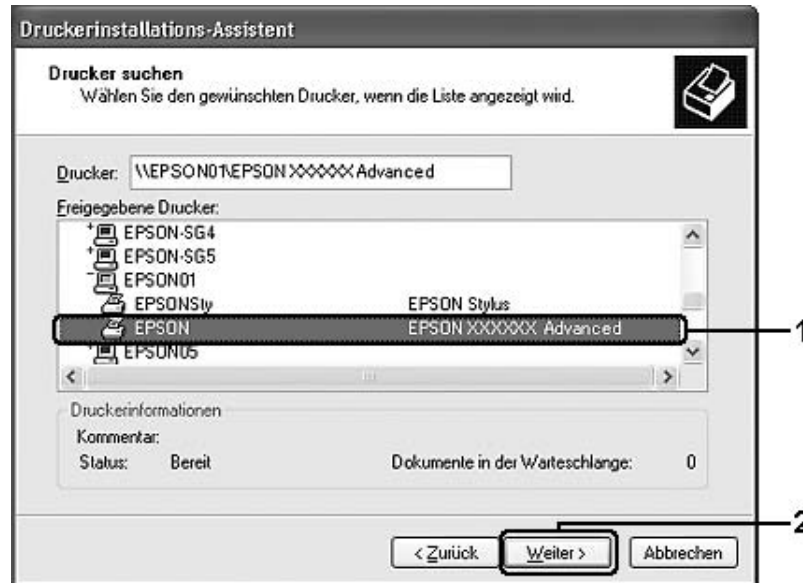 Druckerinstallations-Assistent
Drucker suchen
Wählen Sie den gewünschten Drucker, wenn die Liste angezeigt wird.
Drucker: \\EPSON01\EPSON XXXXXX Advanced
Freigegebene Drucker:
EPSON-SG4
EPSON-SG5
EPSON01
EPSONSty EPSON Stylus
EPSON EPSON XXXXXX Advanced
1
EPSON05
Druckerinformationen
Kommentar:
Status: Bereit Dokumente in der Warteschlange: 0
2
< Zurück Weiter > Abbrechen